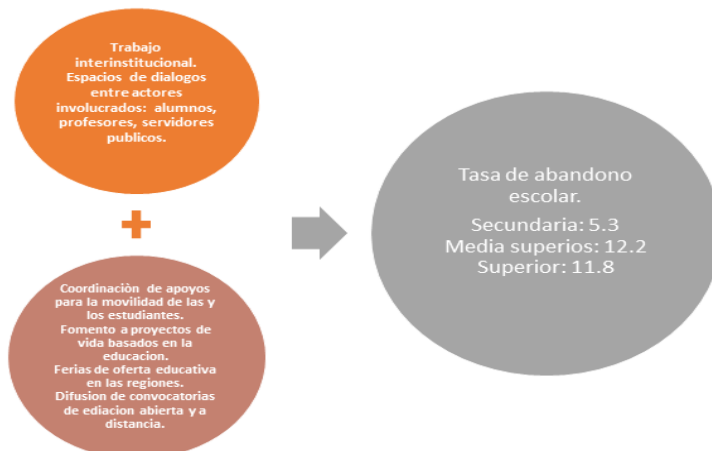 Trabajo
interinstitucional.
Espacios de dialogos
entre actores
involucrados: alumnos,
profesores, servidores
publicos.
+
Coordinaciòn de apoyos
para la movilidad de las y
los estudiantes.
Fomento a proyectos de
vida basados en la
educacion.
Ferias de oferta educativa
en las regiones.
Difusion de convocatorias
de ediacion abierta y a
distancia.
Tasa de abandono
escolar.
Secundaria: 5.3
Media superios: 12.2
Superior: 11.8